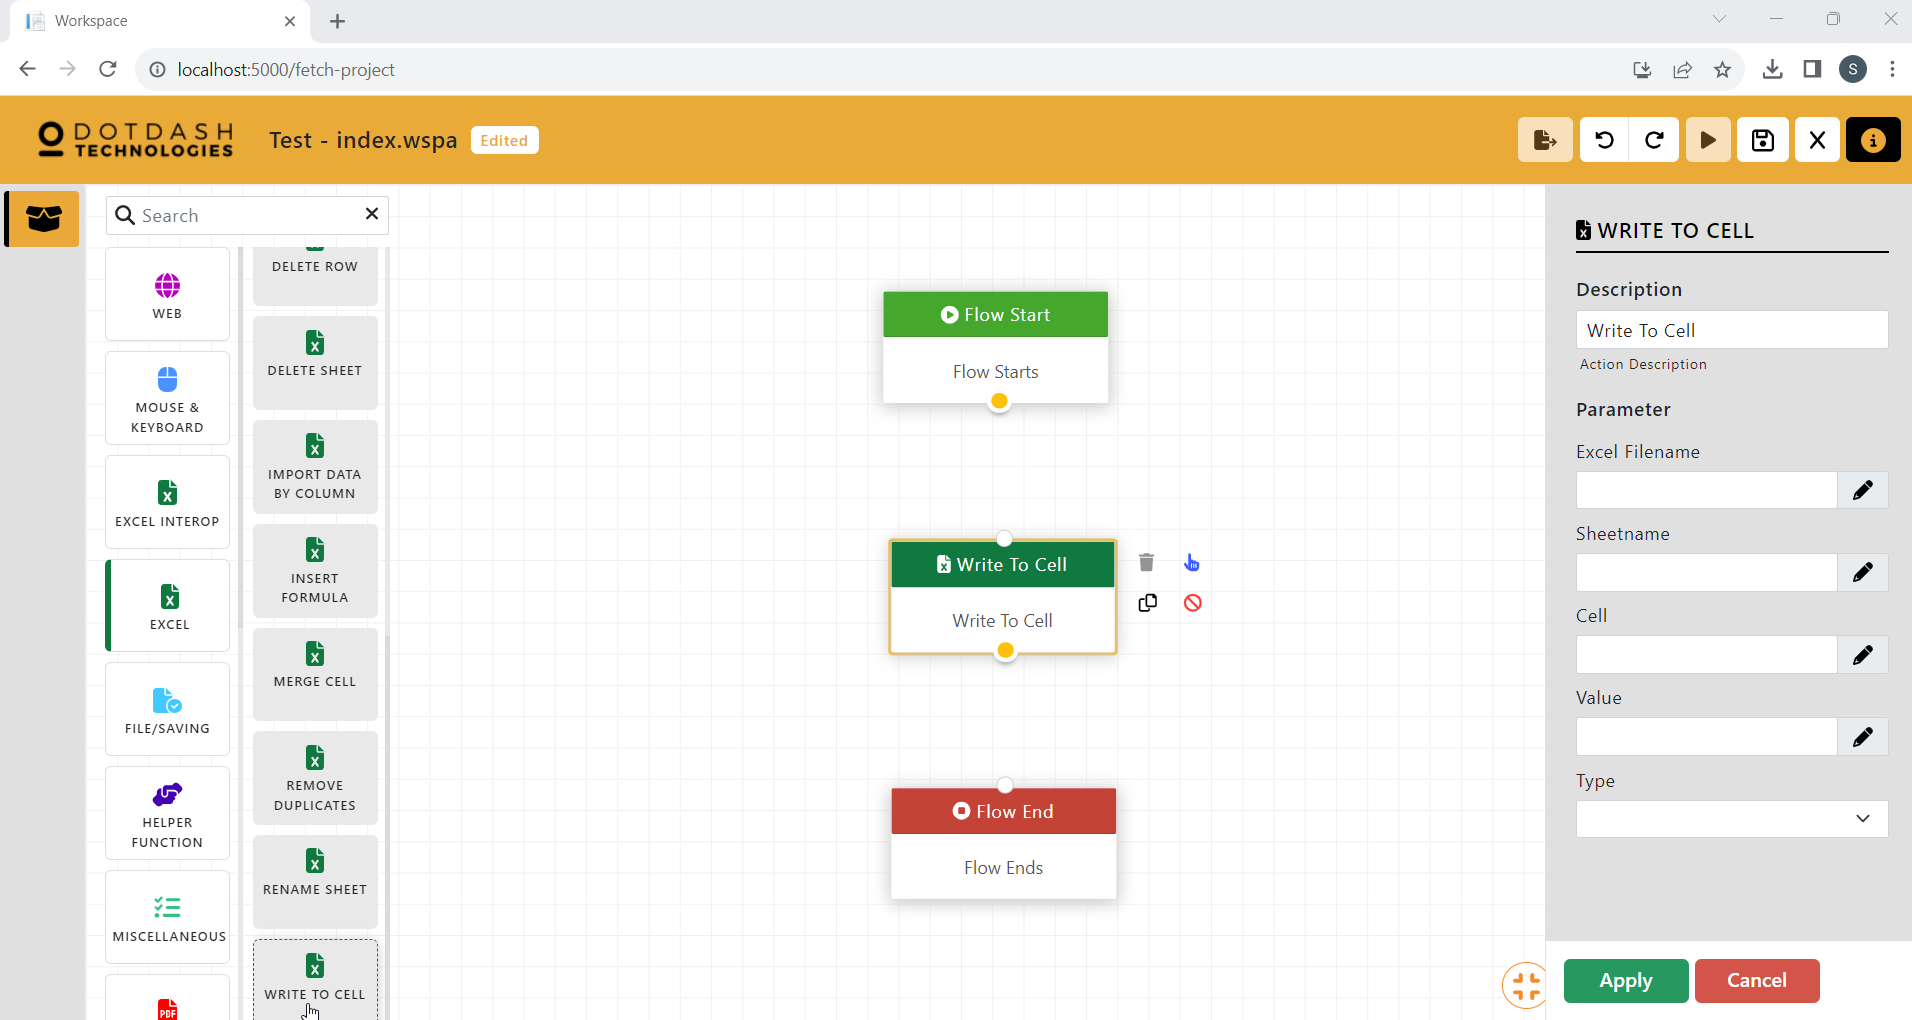 Workspace
localhost:5000/fetch-project
S
DOTDASH
TECHNOLOGIES
Test - index.wspa
Edited
Search
WEB
MOUSE &
KEYBOARD
EXCEL INTEROP
EXCEL
FILE/SAVING
HELPER
FUNCTION
MISCELLANEOUS
PDF
DELETE ROW
DELETE SHEET
IMPORT DATA
BY COLUMN
INSERT
FORMULA
MERGE CELL
REMOVE
DUPLICATES
RENAME SHEET
WRITE TO CELL
Flow Start
Flow Starts
Write To Cell
Write To Cell
Flow End
Flow Ends
WRITE TO CELL
Description
Write To Cell
Action Description
Parameter
Excel Filename
Sheetname
Cell
Value
Type
Apply
Cancel